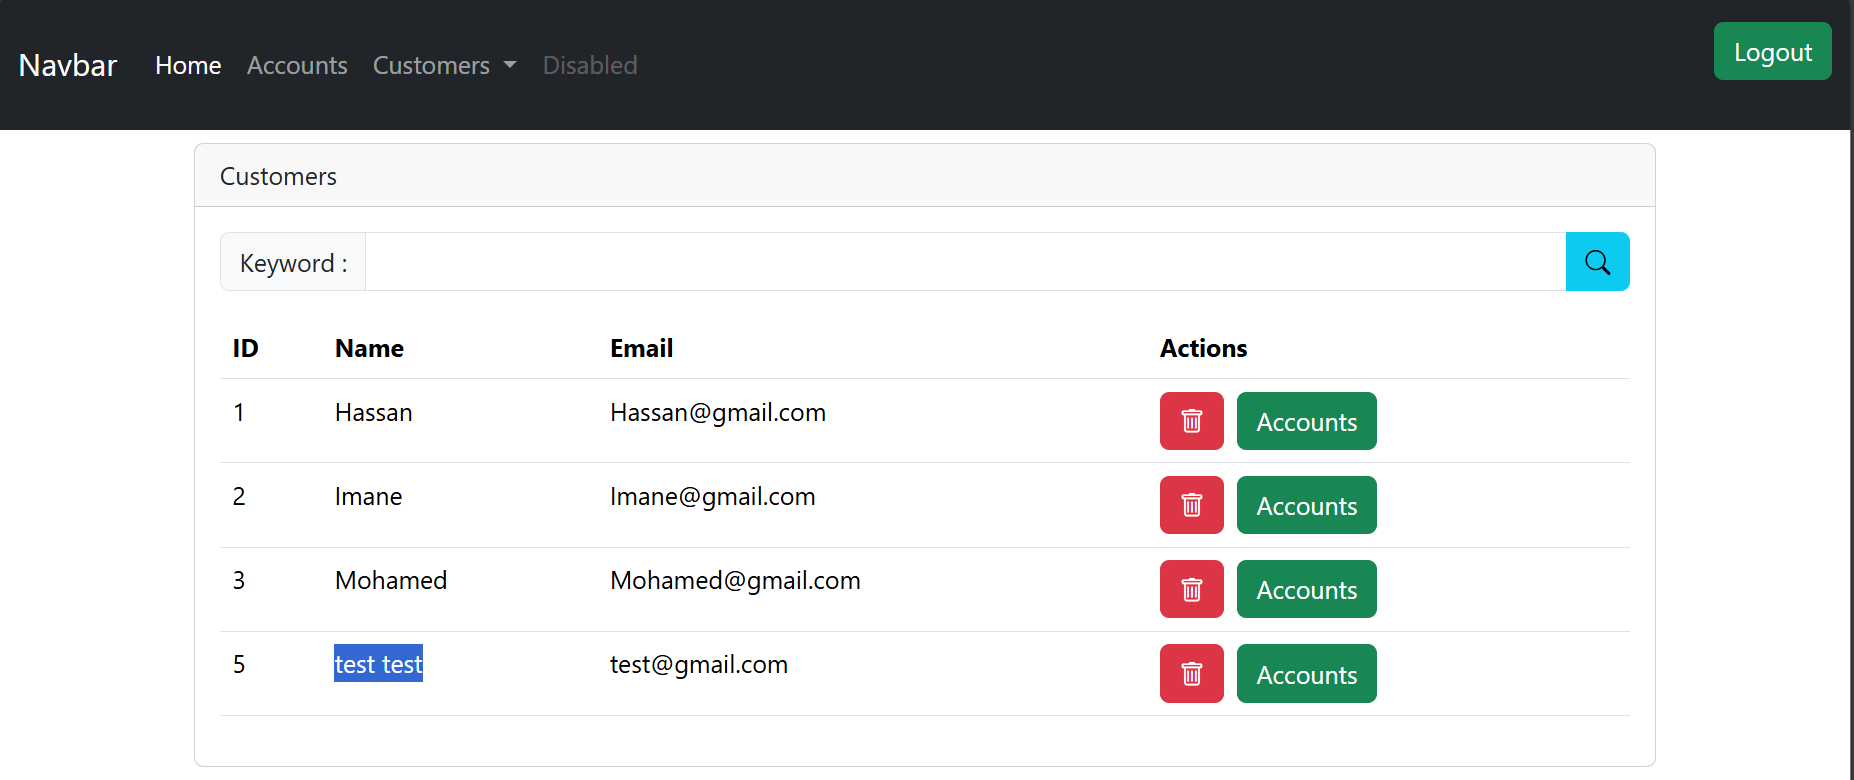 Navbar Home Accounts Customers Disabled Logout
Customers
Keyword :
ID Name Email Actions
1 Hassan Hassan@gmail.com Accounts
2 Imane Imane@gmail.com Accounts
3 Mohamed Mohamed@gmail.com Accounts
5 test test test@gmail.com Accounts